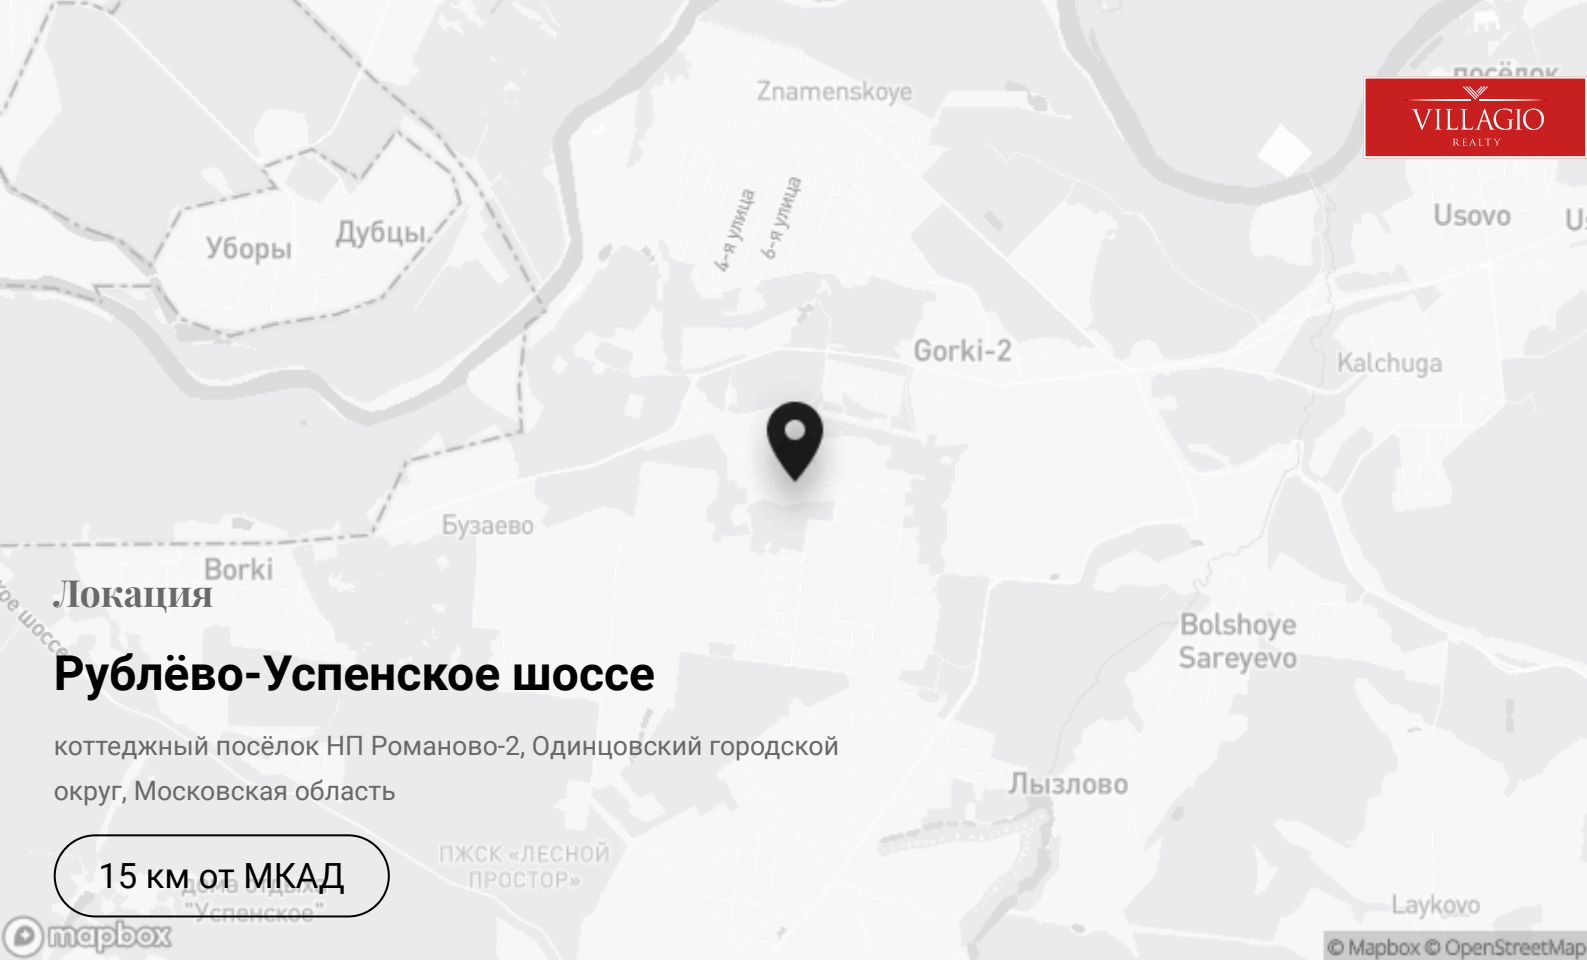 посёлок
Znamenskoye
VILLAGIO
REALTY
4-я улица
6-я улица
Usovo
Уборы
Дубцы
Gorki-2
Kalchuga
Бузаево
Borki
Локация
Bolshoye
Sareyevo
Рублёво-Успенское шоссе
коттеджный посёлок НП Романово-2, Одинцовский городской
округ, Московская область
Лызлово
ПЖСК «ЛЕСНОЙ
ПРОСТОР»
15 км от МКАД
"Успенское"
Laykovo
mapbox
© Mapbox © OpenStreetMap